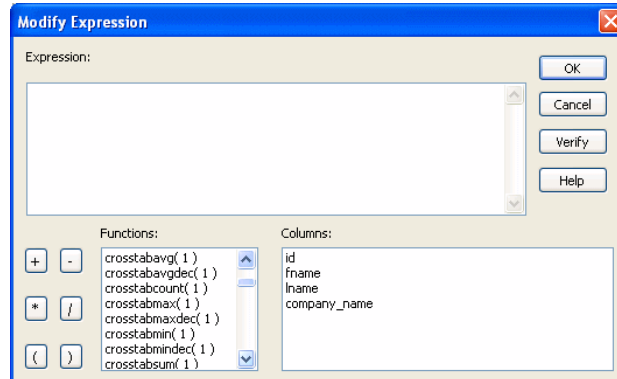 Modify Expression
Expression:
OK
Cancel
Verify
Help
Functions:
Columns:
+ -
* /
( )
crosstabavg( 1 )
crosstabavgdec( 1 )
crosstabcount( 1 )
crosstabmax( 1 )
crosstabmaxdec( 1 )
crosstabmin( 1 )
crosstabmindec( 1 )
crosstabsum( 1 )
id
fname
lname
company_name